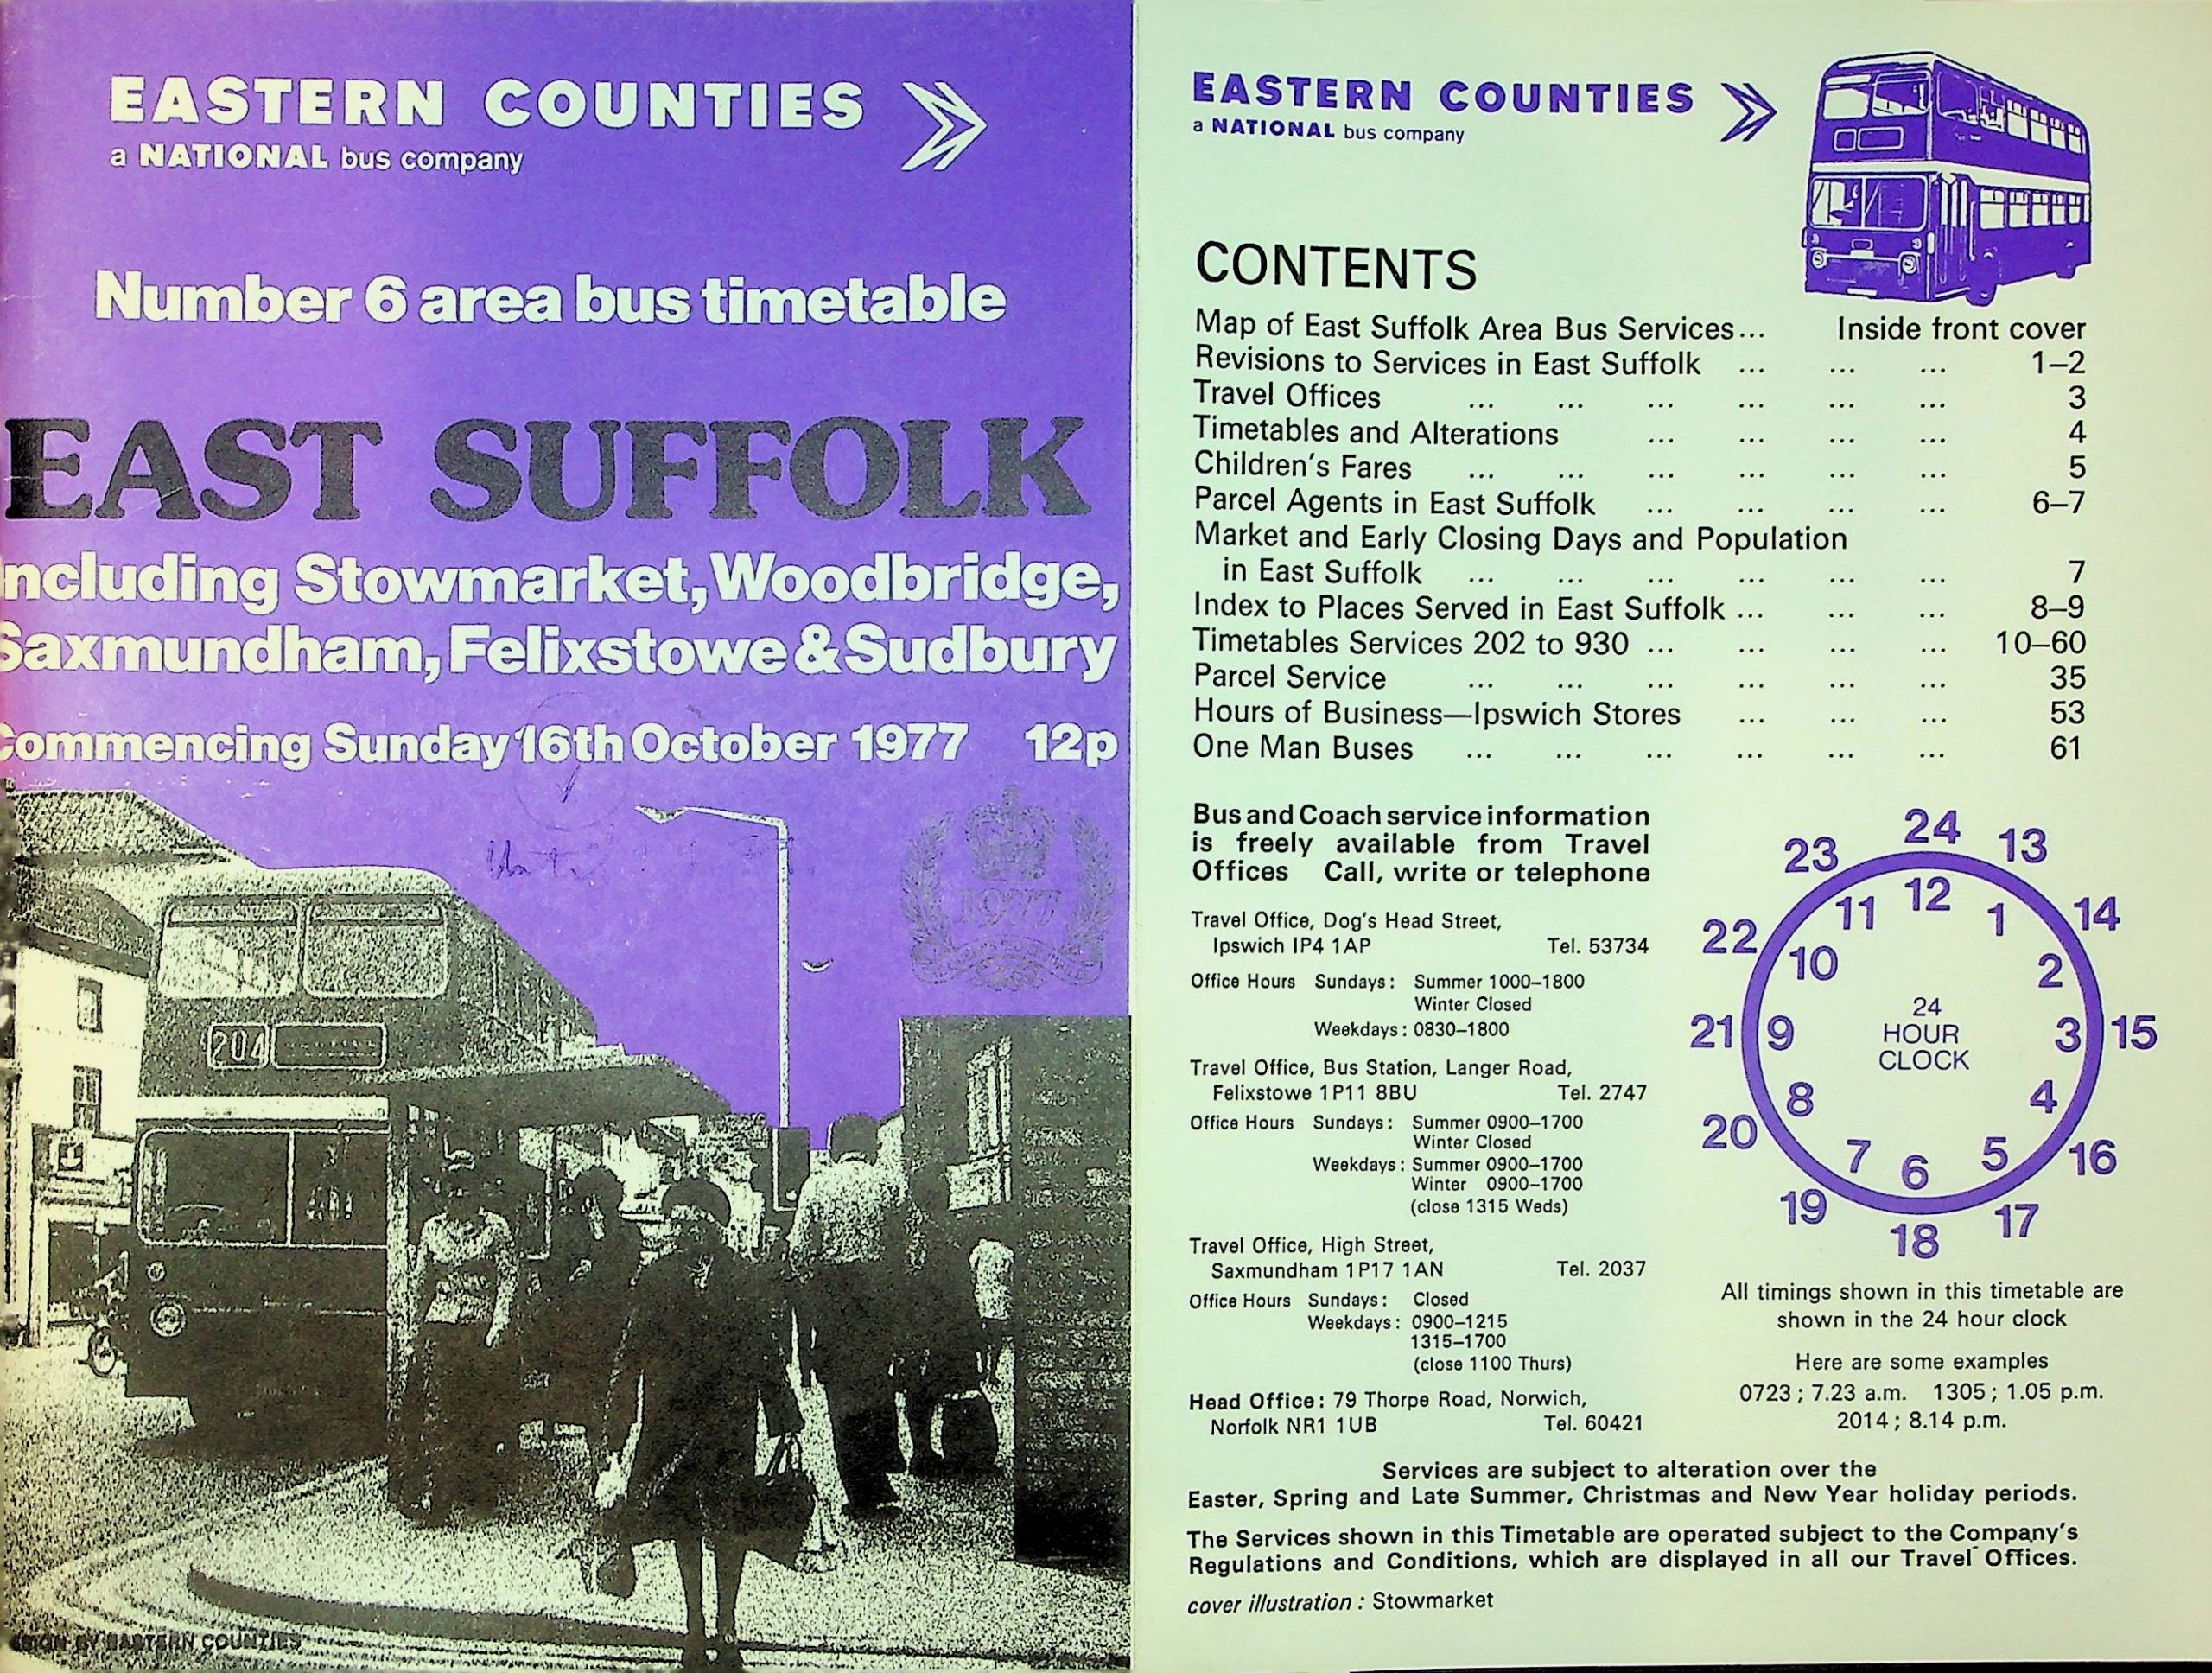 EASTERN COUNTIES
a NATIONAL bus company
Number 6 area bus timetable
EAST SUFFOLK
including Stowmarket, Woodbridge,
Saxmundham, Felixstowe & Sudbury
Commencing Sunday 16th October 1977 12p
1977
204
EASTERN COUNTIES
EASTERN COUNTIES
a NATIONAL bus company
CONTENTS
Map of East Suffolk Area Bus Services... Inside front cover
Revisions to Services in East Suffolk ... ... ... 1–2
Travel Offices ... ... ... ... ... ... 3
Timetables and Alterations ... ... ... ... 4
Children's Fares ... ... ... ... ... ... 5
Parcel Agents in East Suffolk ... ... ... ... 6–7
Market and Early Closing Days and Population
in East Suffolk ... ... ... ... ... ... 7
Index to Places Served in East Suffolk ... ... ... 8–9
Timetables Services 202 to 930 ... ... ... ... 10–60
Parcel Service ... ... ... ... ... ... 35
Hours of Business—Ipswich Stores ... ... ... 53
One Man Buses ... ... ... ... ... ... 61
Bus and Coach service information
is freely available from Travel
Offices Call, write or telephone
Travel Office, Dog's Head Street,
Ipswich IP4 1AP Tel. 53734
Office Hours Sundays: Summer 1000–1800
Winter Closed
Weekdays: 0830–1800
Travel Office, Bus Station, Langer Road,
Felixstowe 1P11 8BU Tel. 2747
Office Hours Sundays: Summer 0900–1700
Winter Closed
Weekdays: Summer 0900–1700
Winter 0900–1700
(close 1315 Weds)
Travel Office, High Street,
Saxmundham 1P17 1AN Tel. 2037
Office Hours Sundays: Closed
Weekdays: 0900–1215
1315–1700
(close 1100 Thurs)
Head Office: 79 Thorpe Road, Norwich,
Norfolk NR1 1UB Tel. 60421
24 13 14 15 16 17 18 19 20 21 22 23
12 1 2 3 4 5 6 7 8 9 10 11
24
HOUR
CLOCK
All timings shown in this timetable are
shown in the 24 hour clock
Here are some examples
0723; 7.23 a.m. 1305; 1.05 p.m.
2014; 8.14 p.m.
Services are subject to alteration over the
Easter, Spring and Late Summer, Christmas and New Year holiday periods.
The Services shown in this Timetable are operated subject to the Company's
Regulations and Conditions, which are displayed in all our Travel Offices.
cover illustration: Stowmarket